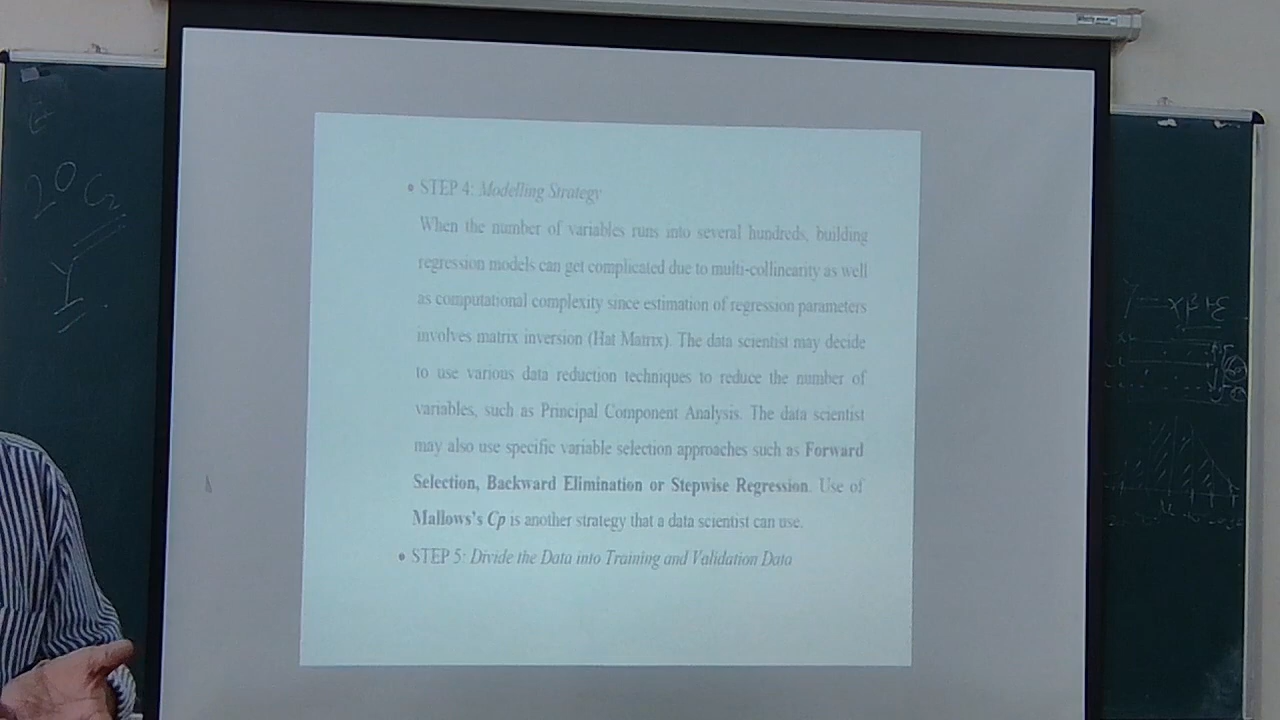 • STEP 4: Modelling Strategy
When the number of variables runs into several hundreds, building
regression models can get complicated due to multi-collinearity as well
as computational complexity since estimation of regression parameters
involves matrix inversion (Hat Matrix). The data scientist may decide
to use various data reduction techniques to reduce the number of
variables, such as Principal Component Analysis. The data scientist
may also use specific variable selection approaches such as Forward
Selection, Backward Elimination or Stepwise Regression. Use of
Mallows's Cp is another strategy that a data scientist can use.
• STEP 5: Divide the Data into Training and Validation Data
20C₂
Y
Y = Xβ+ε